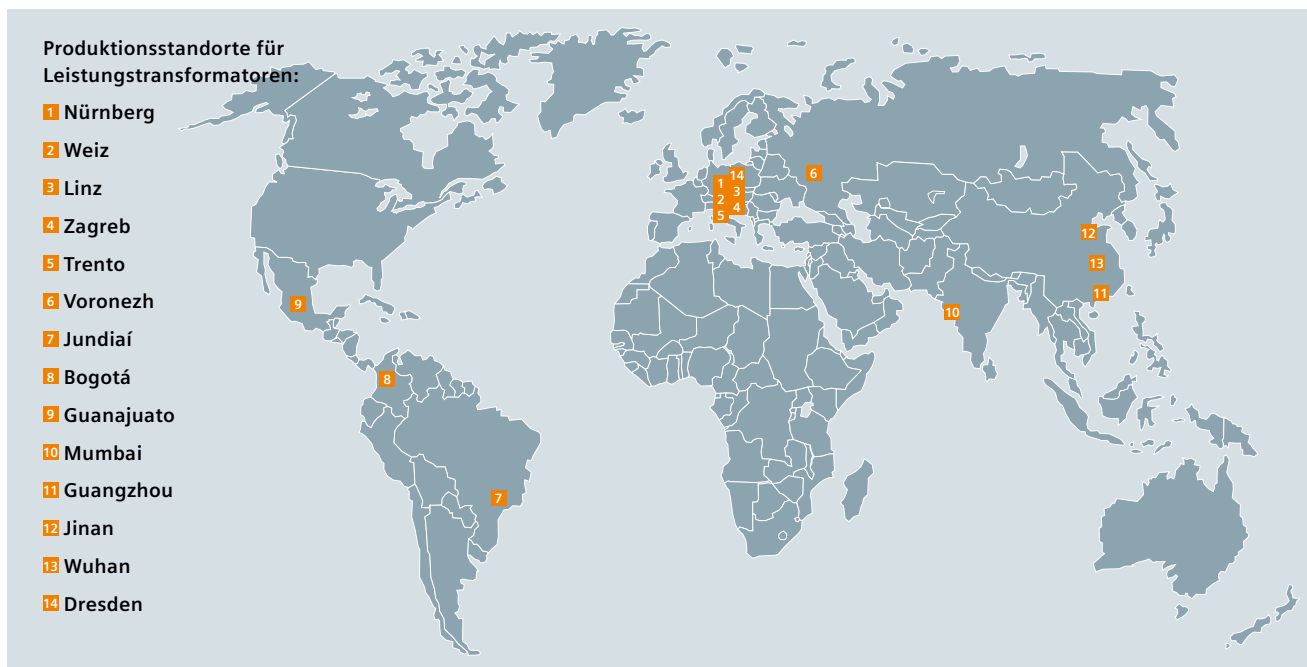 Produktionsstandorte für
Leistungstransformatoren:
1 Nürnberg
2 Weiz
3 Linz
4 Zagreb
5 Trento
6 Voronezh
7 Jundiaí
8 Bogotá
9 Guanajuato
10 Mumbai
11 Guangzhou
12 Jinan
13 Wuhan
14 Dresden
14
1
3
2
4
5
6
12
13
11
10
9
8
7